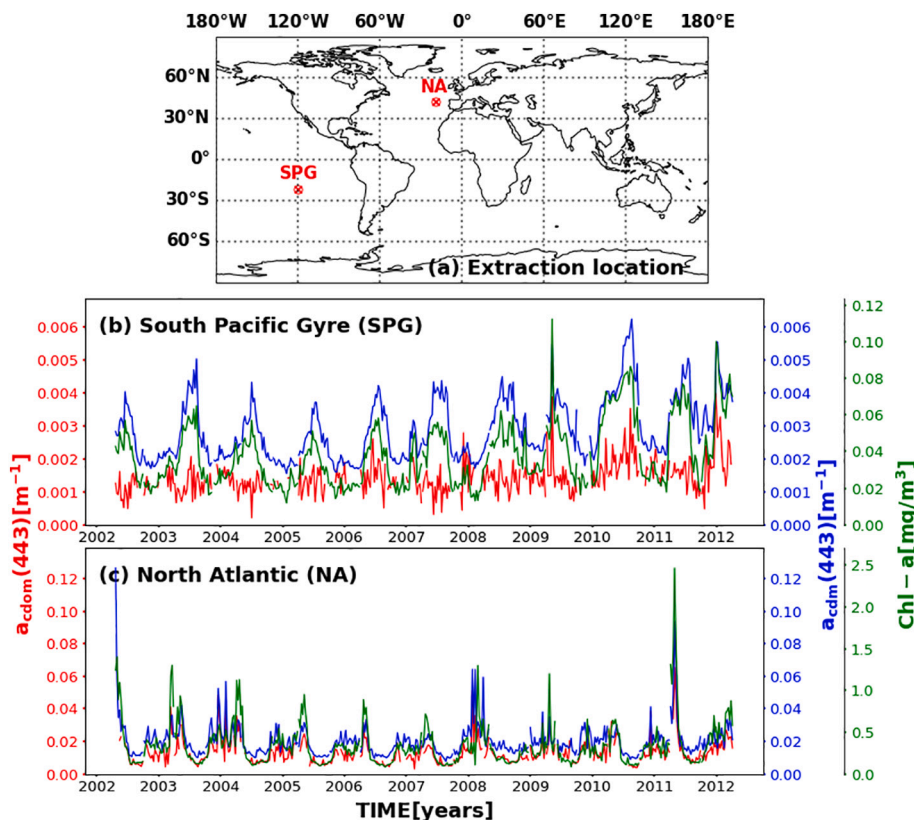 180°W 120°W 60°W 0° 60°E 120°E 180°E
60°N
NA
30°N
0°
SPG
30°S
60°S
(a) Extraction location
(b) South Pacific Gyre (SPG)
0.006
0.005
0.004
0.003
0.002
0.001
0.000
0.006
0.005
0.004
0.003
0.002
0.001
0.000
0.12
0.10
0.08
0.06
0.04
0.02
0.00
2002 2003 2004 2005 2006 2007 2008 2009 2010 2011 2012
(c) North Atlantic (NA)
0.12
0.10
0.08
0.06
0.04
0.02
0.00
0.12
0.10
0.08
0.06
0.04
0.02
0.00
2.5
2.0
1.5
1.0
0.5
0.0
2002 2003 2004 2005 2006 2007 2008 2009 2010 2011 2012
a_cdom(443)[m⁻¹]
a_cdm(443)[m⁻¹]
Chl − a[mg/m³]
TIME[years]